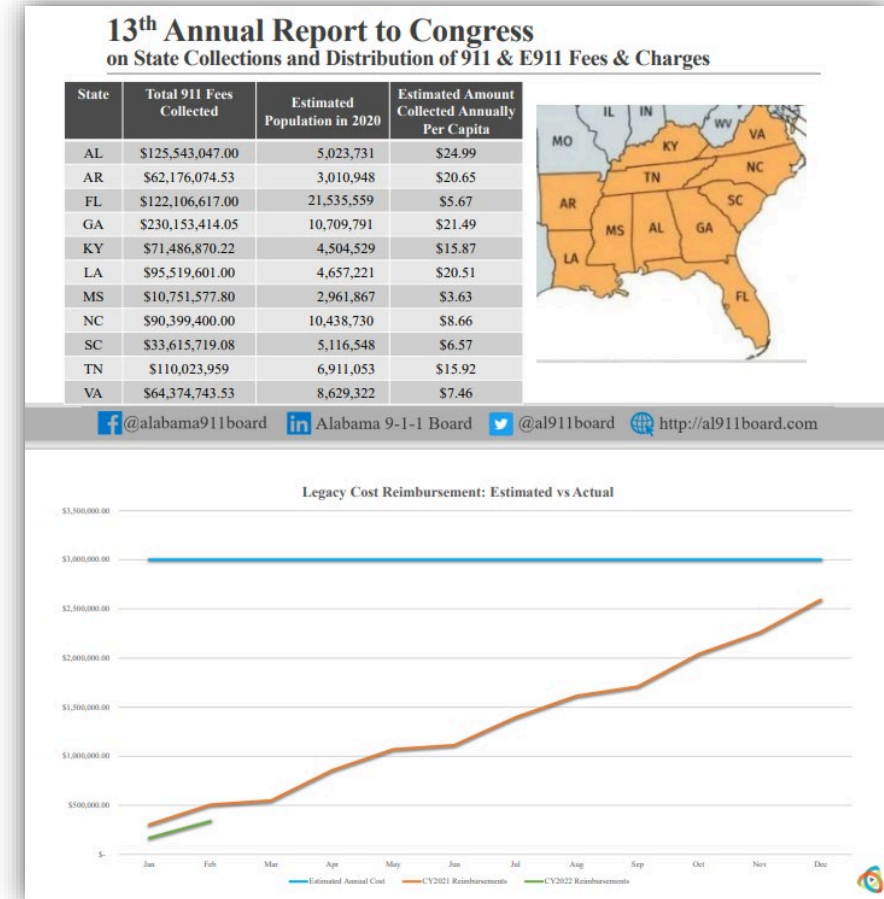 13th Annual Report to Congress
on State Collections and Distribution of 911 & E911 Fees & Charges
State Total 911 Fees Collected Estimated Population in 2020 Estimated Amount Collected Annually Per Capita
AL $125,543,047.00 5,023,731 $24.99
AR $62,176,074.53 3,010,948 $20.65
FL $122,106,617.00 21,535,559 $5.67
GA $230,153,414.05 10,709,791 $21.49
KY $71,486,870.22 4,504,529 $15.87
LA $95,519,601.00 4,657,221 $20.51
MS $10,751,577.80 2,961,867 $3.63
NC $90,399,400.00 10,438,730 $8.66
SC $33,615,719.08 5,116,548 $6.57
TN $110,023,959 6,911,053 $15.92
VA $64,374,743.53 8,629,322 $7.46
IL IN
MO WV VA
KY
NC
TN
AR SC
MS AL GA
LA
FL
@alabama911board in Alabama 9-1-1 Board @al911board http://al911board.com
Legacy Cost Reimbursement: Estimated vs Actual
$3,500,000.00
$3,000,000.00
$2,500,000.00
$2,000,000.00
$1,500,000.00
$1,000,000.00
$500,000.00
$-
Jan Feb Mar Apr May Jun Jul Aug Sep Oct Nov Dec
Estimated Annual Cost CY2021 Reimbursements CY2022 Reimbursements